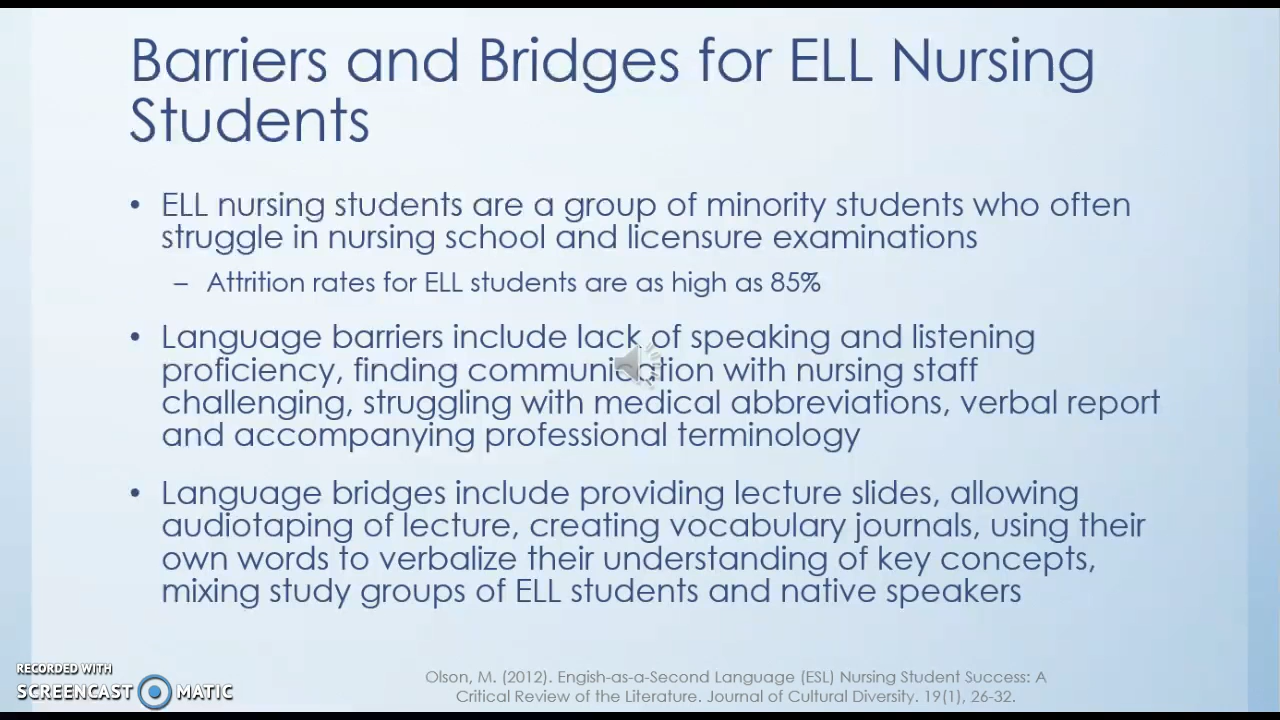 Barriers and Bridges for ELL Nursing
Students
• ELL nursing students are a group of minority students who often
struggle in nursing school and licensure examinations
– Attrition rates for ELL students are as high as 85%
• Language barriers include lack of speaking and listening
proficiency, finding communication with nursing staff
challenging, struggling with medical abbreviations, verbal report
and accompanying professional terminology
• Language bridges include providing lecture slides, allowing
audiotaping of lecture, creating vocabulary journals, using their
own words to verbalize their understanding of key concepts,
mixing study groups of ELL students and native speakers
Olson, M. (2012). Engish-as-a-Second Language (ESL) Nursing Student Success: A
Critical Review of the Literature. Journal of Cultural Diversity. 19(1), 26-32.
RECORDED WITH
SCREENCAST MATIC